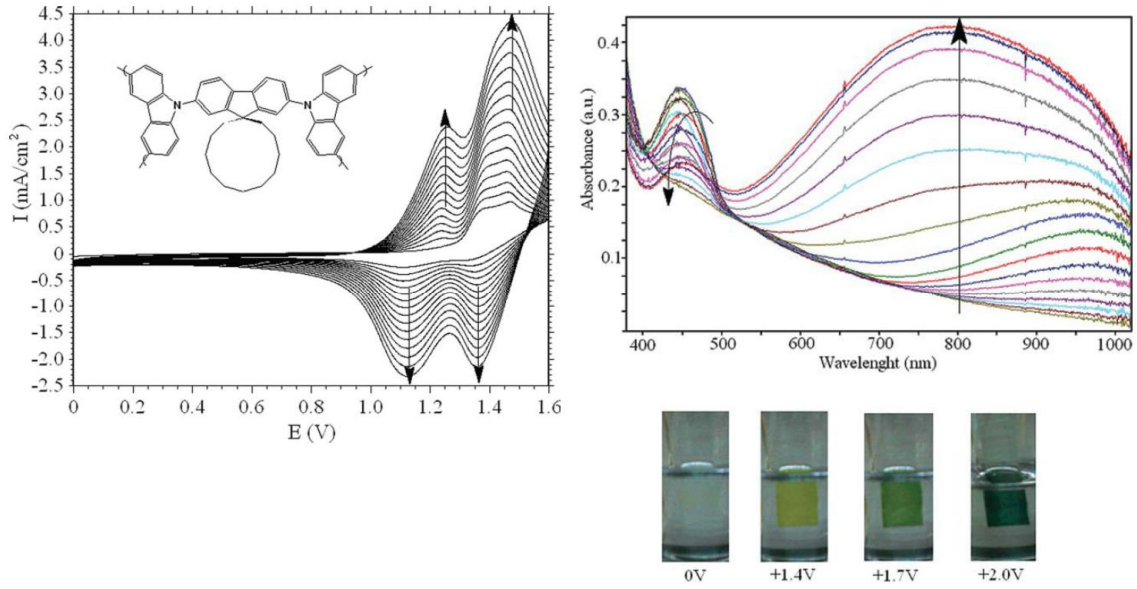 4.5
4.0
3.5
3.0
2.5
2.0
1.5
1.0
0.5
0
-0.5
-1.0
-1.5
-2.0
-2.5
I (mA/cm²)
N
N
0 0.2 0.4 0.6 0.8 1.0 1.2 1.4 1.6
E (V)
0.4
0.3
0.2
0.1
Absorbance (a.u.)
400 500 600 700 800 900 1000
Wavelenght (nm)
0V +1.4V +1.7V +2.0V